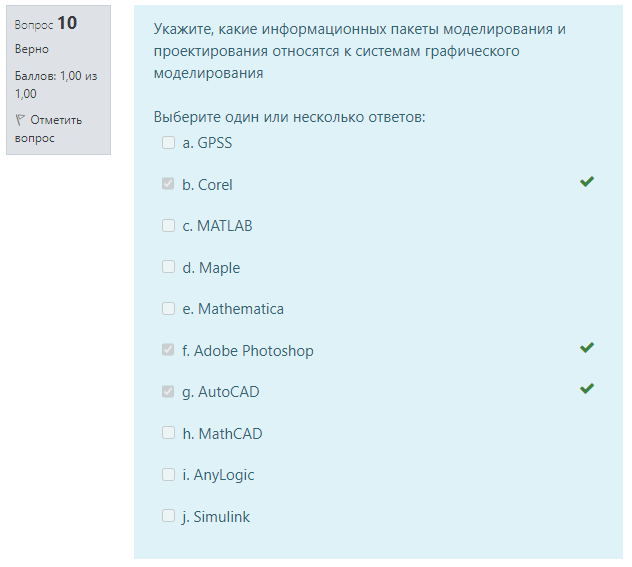 Вопрос 10
Верно
Баллов: 1,00 из
1,00
Отметить
вопрос
Укажите, какие информационных пакеты моделирования и
проектирования относятся к системам графического
моделирования
Выберите один или несколько ответов:
a. GPSS
b. Corel
c. MATLAB
d. Maple
e. Mathematica
f. Adobe Photoshop
g. AutoCAD
h. MathCAD
i. AnyLogic
j. Simulink